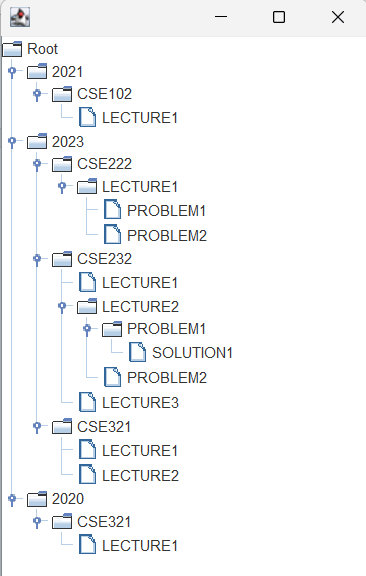 Root
2021
CSE102
LECTURE1
2023
CSE222
LECTURE1
PROBLEM1
PROBLEM2
CSE232
LECTURE1
LECTURE2
PROBLEM1
SOLUTION1
PROBLEM2
LECTURE3
CSE321
LECTURE1
LECTURE2
2020
CSE321
LECTURE1